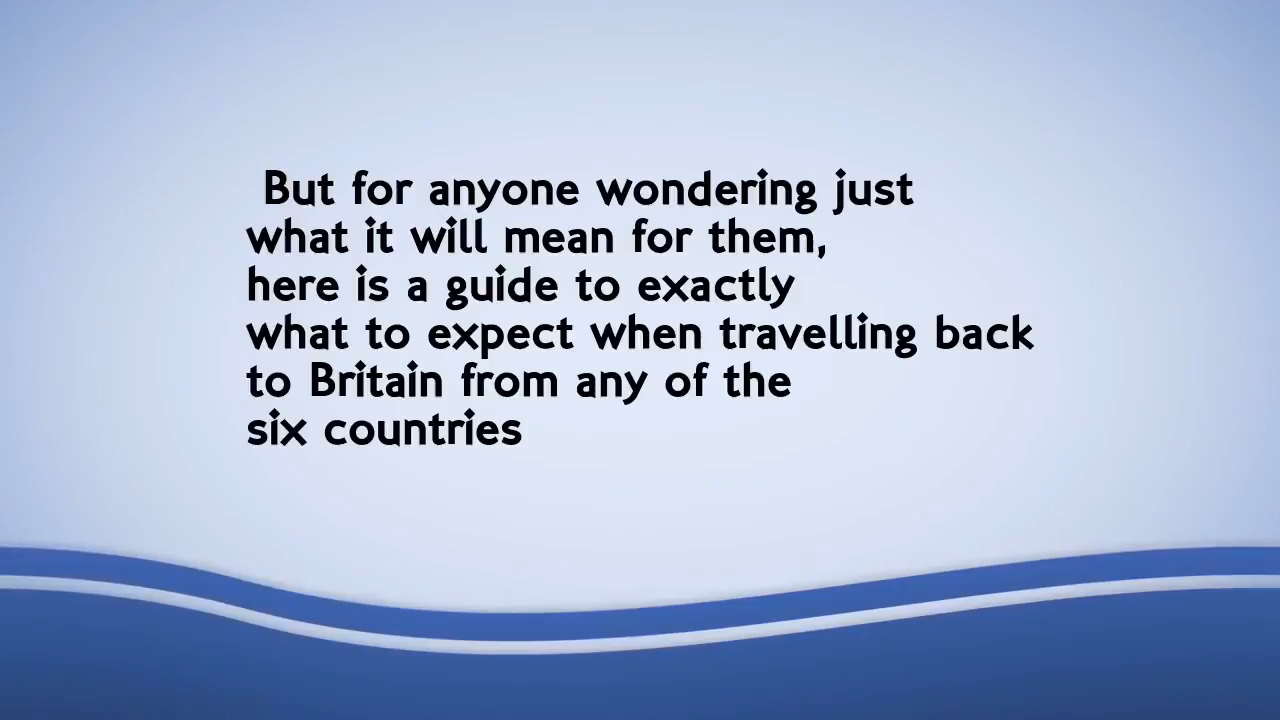 But for anyone wondering just
what it will mean for them,
here is a guide to exactly
what to expect when travelling back
to Britain from any of the
six countries